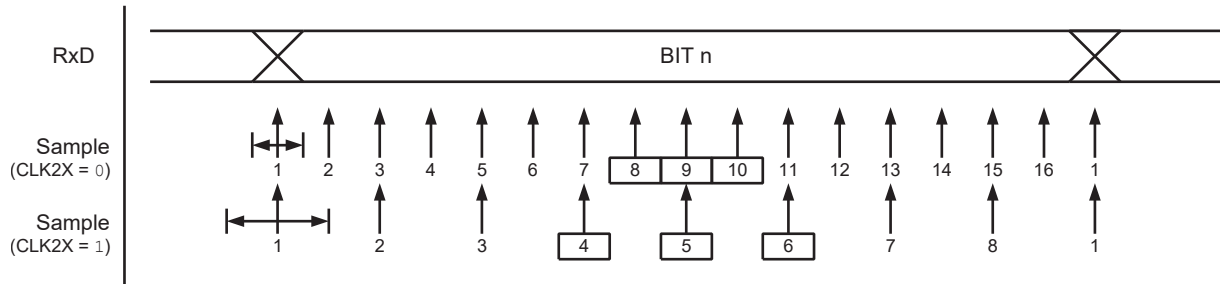 RxD BIT n
Sample
(CLK2X = 0)
1 2 3 4 5 6 7 8 9 10 11 12 13 14 15 16 1
Sample
(CLK2X = 1)
1 2 3 4 5 6 7 8 1